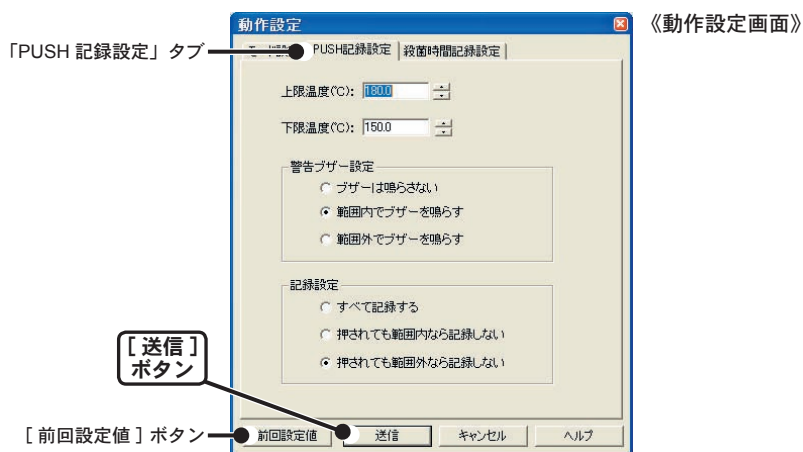 《動作設定画面》
動作設定
「PUSH 記録設定」タブ
PUSH記録設定
殺菌時間記録設定
上限温度(℃): 180.0
下限温度(℃): 150.0
警告ブザー設定
ブザーは鳴らさない
範囲内でブザーを鳴らす
範囲外でブザーを鳴らす
記録設定
すべて記録する
押されても範囲内なら記録しない
押されても範囲外なら記録しない
[ 送信 ]
ボタン
[ 前回設定値 ] ボタン
前回設定値
送信
キャンセル
ヘルプ